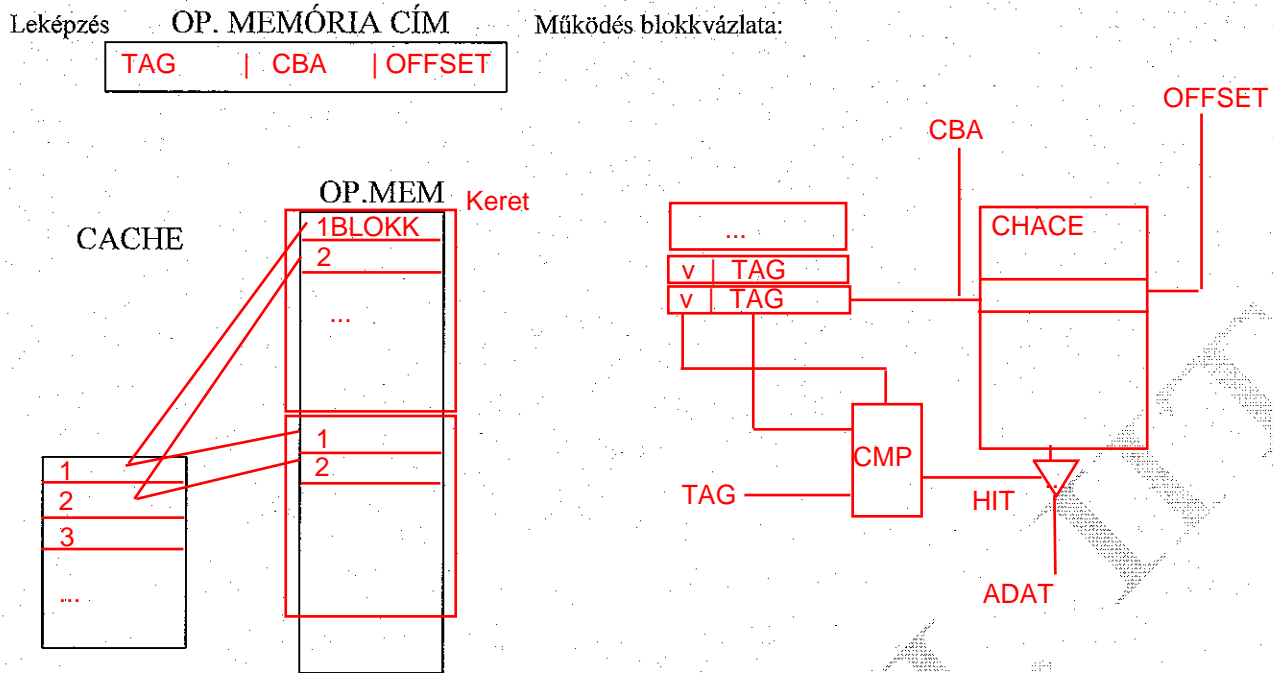 Leképzés OP. MEMÓRIA CÍM Működés blokkvázlata:
TAG | CBA | OFFSET
OFFSET
CBA
OP.MEM Keret
CACHE
1BLOKK
2
...
1
2
1
2
3
...
...
v | TAG
v | TAG
CHACE
CMP
TAG
HIT
ADAT